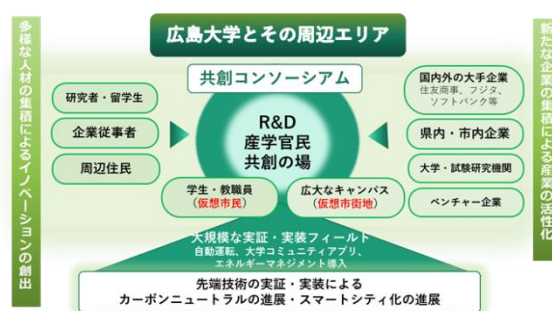 広島大学とその周辺エリア
多様な人材の集積によるイノベーションの創出
共創コンソーシアム
研究者・留学生
企業従事者
周辺住民
R&D
産学官民
共創の場
国内外の大手企業
住友商事、フジタ、
ソフトバンク等
県内・市内企業
大学・試験研究機関
ベンチャー企業
新たな企業の集積による産業の活性化
学生・教職員
(仮想市民)
広大なキャンパス
(仮想市街地)
大規模な実証・実装フィールド
自動運転、大学コミュニティアプリ、
エネルギーマネジメント導入
先端技術の実証・実装による
カーボンニュートラルの進展・スマートシティ化の進展